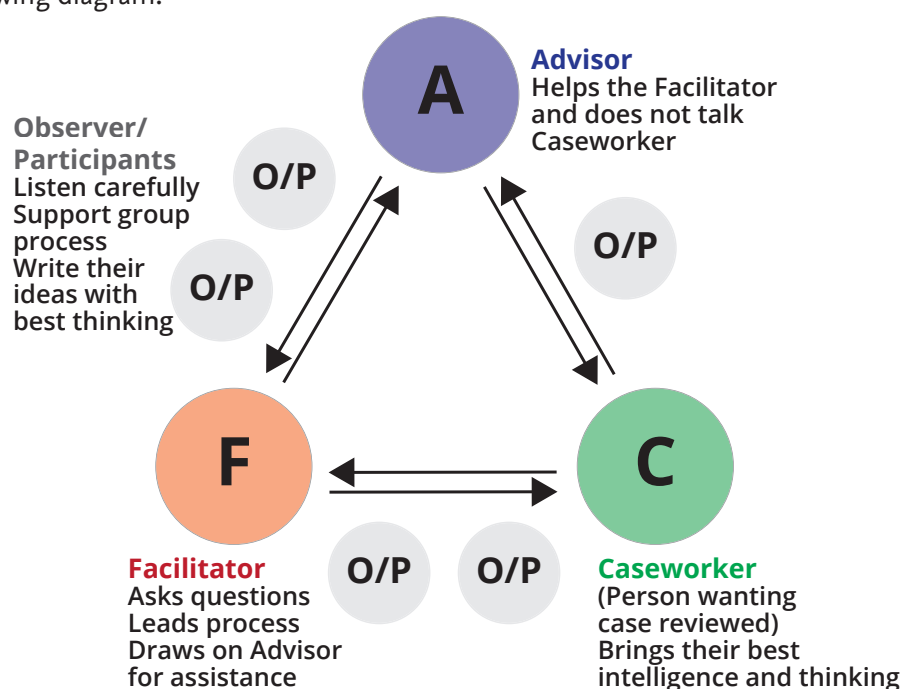 wing diagram.
A
Advisor
Helps the Facilitator
and does not talk
Caseworker
Observer/
Participants
Listen carefully
Support group
process
Write their
ideas with
best thinking
O/P
O/P
O/P
F
C
O/P
O/P
Facilitator
Asks questions
Leads process
Draws on Advisor
for assistance
Caseworker
(Person wanting
case reviewed)
Brings their best
intelligence and thinking